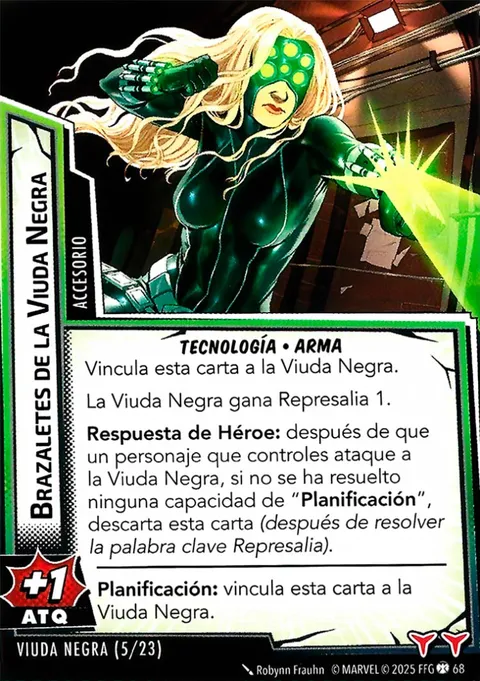 BRAZALETES DE LA VIUDA NEGRA
ACCESORIO
TECNOLOGÍA • ARMA
Vincula esta carta a la Viuda Negra.
La Viuda Negra gana Represalia 1.
Respuesta de Héroe: después de que
un personaje que controles ataque a
la Viuda Negra, si no se ha resuelto
ninguna capacidad de “Planificación”,
descarta esta carta (después de resolver
la palabra clave Represalia).
Planificación: vincula esta carta a la
Viuda Negra.
+1
ATQ
VIUDA NEGRA (5/23)
Robynn Frauhn © MARVEL © 2025 FFG 68